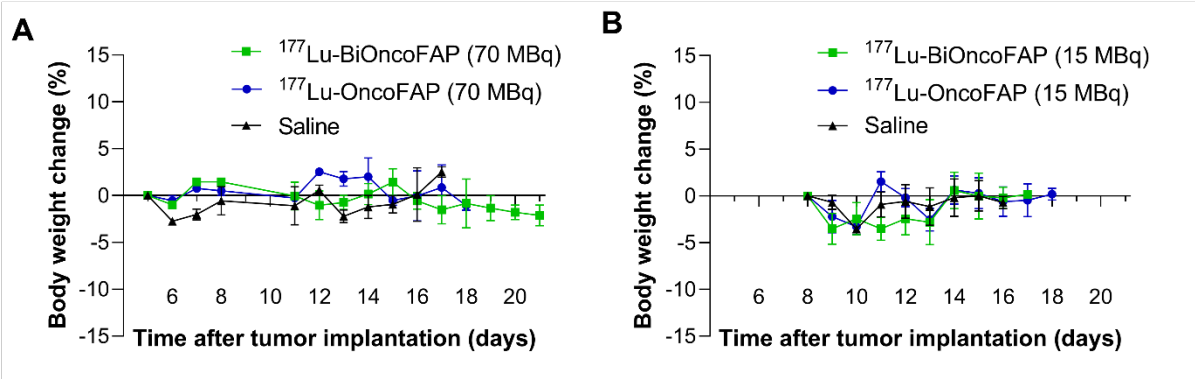 A
Body weight change (%)
15
10
5
0
-5
-10
-15
177Lu-BiOncoFAP (70 MBq)
177Lu-OncoFAP (70 MBq)
Saline
6 8 10 12 14 16 18 20
Time after tumor implantation (days)
B
Body weight change (%)
15
10
5
0
-5
-10
-15
177Lu-BiOncoFAP (15 MBq)
177Lu-OncoFAP (15 MBq)
Saline
6 8 10 12 14 16 18 20
Time after tumor implantation (days)